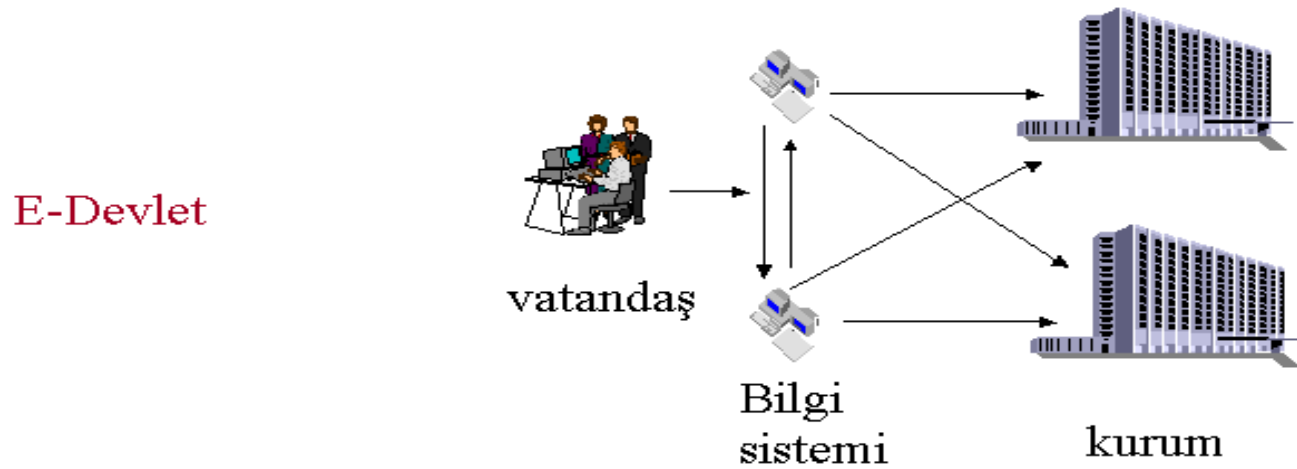 E-Devlet
vatandaş
Bilgi
sistemi
kurum